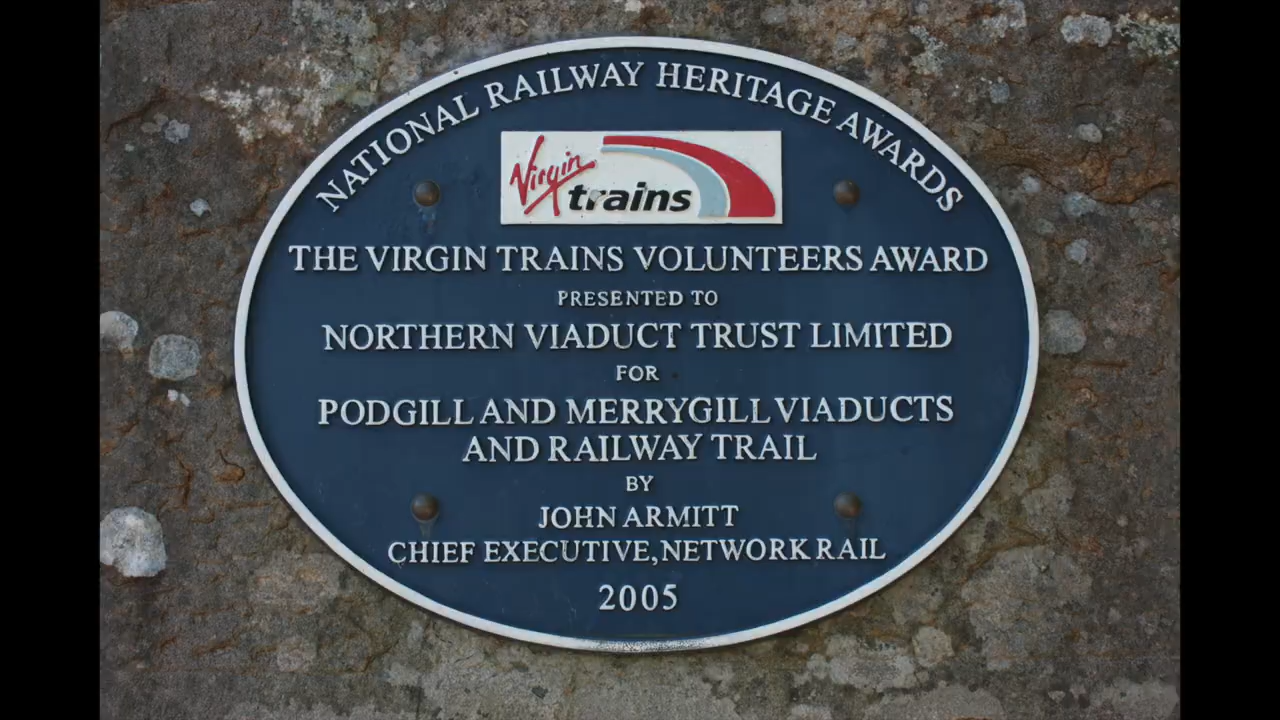 NATIONAL RAILWAY HERITAGE AWARDS
Virgin
trains
THE VIRGIN TRAINS VOLUNTEERS AWARD
PRESENTED TO
NORTHERN VIADUCT TRUST LIMITED
FOR
PODGILL AND MERRYGILL VIADUCTS
AND RAILWAY TRAIL
BY
JOHN ARMITT
CHIEF EXECUTIVE, NETWORK RAIL
2005